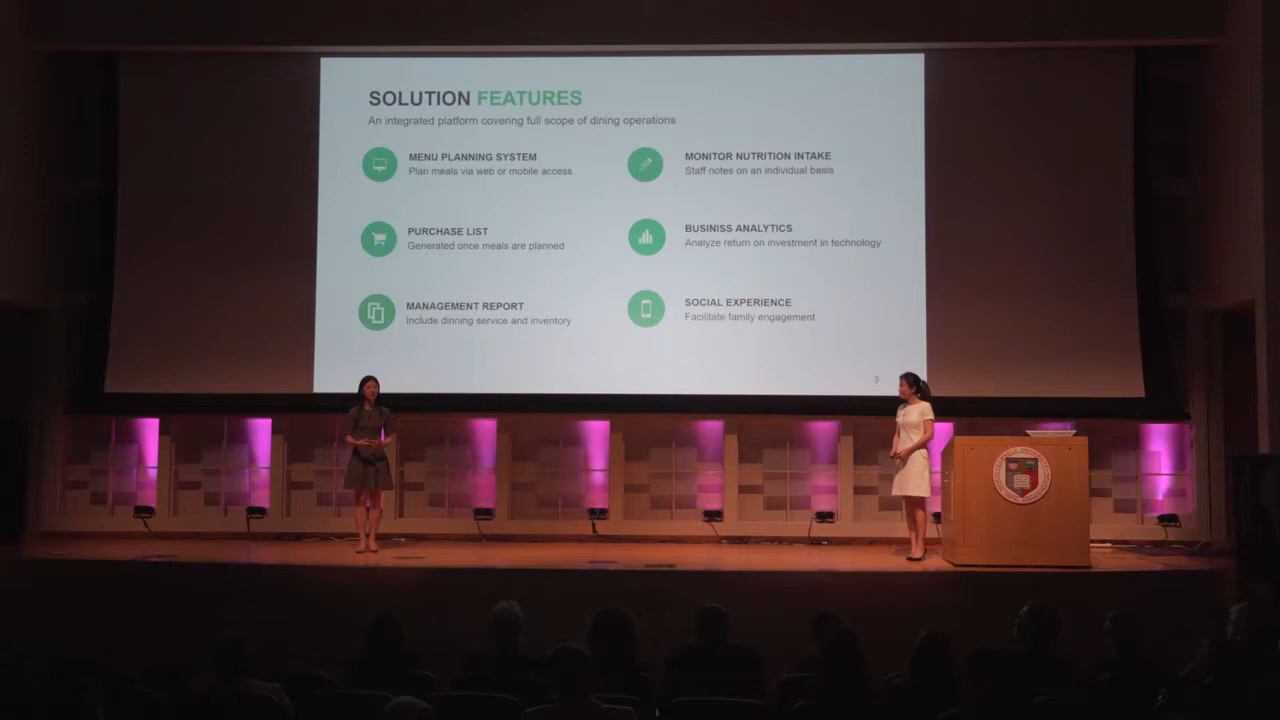 SOLUTION FEATURES
An integrated platform covering full scope of dining operations
MENU PLANNING SYSTEM
Plan meals via web or mobile access
PURCHASE LIST
Generated once meals are planned
MANAGEMENT REPORT
Include dinning service and inventory
MONITOR NUTRITION INTAKE
Staff notes on an individual basis
BUSINISS ANALYTICS
Analyze return on investment in technology
SOCIAL EXPERIENCE
Facilitate family engagement
3